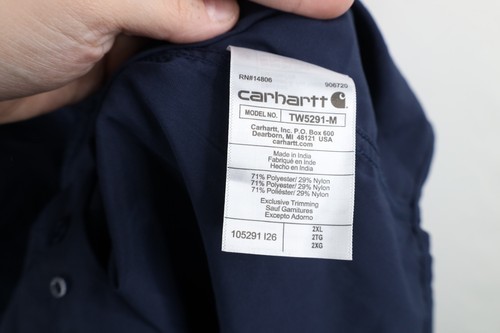 RN#14806 906720
carhartt
MODEL NO. TW5291-M
Carhartt, Inc. P.O. Box 600
Dearborn, MI 48121 USA
carhartt.com
Made in India
Fabriqué en Inde
Hecho en India
71% Polyester/ 29% Nylon
71% Polyester/ 29% Nylon
71% Poliéster/ 29% Nylon
Exclusive Trimming
Sauf Garnitures
Excepto Adorno
105291 I26
2XL
2TG
2XG